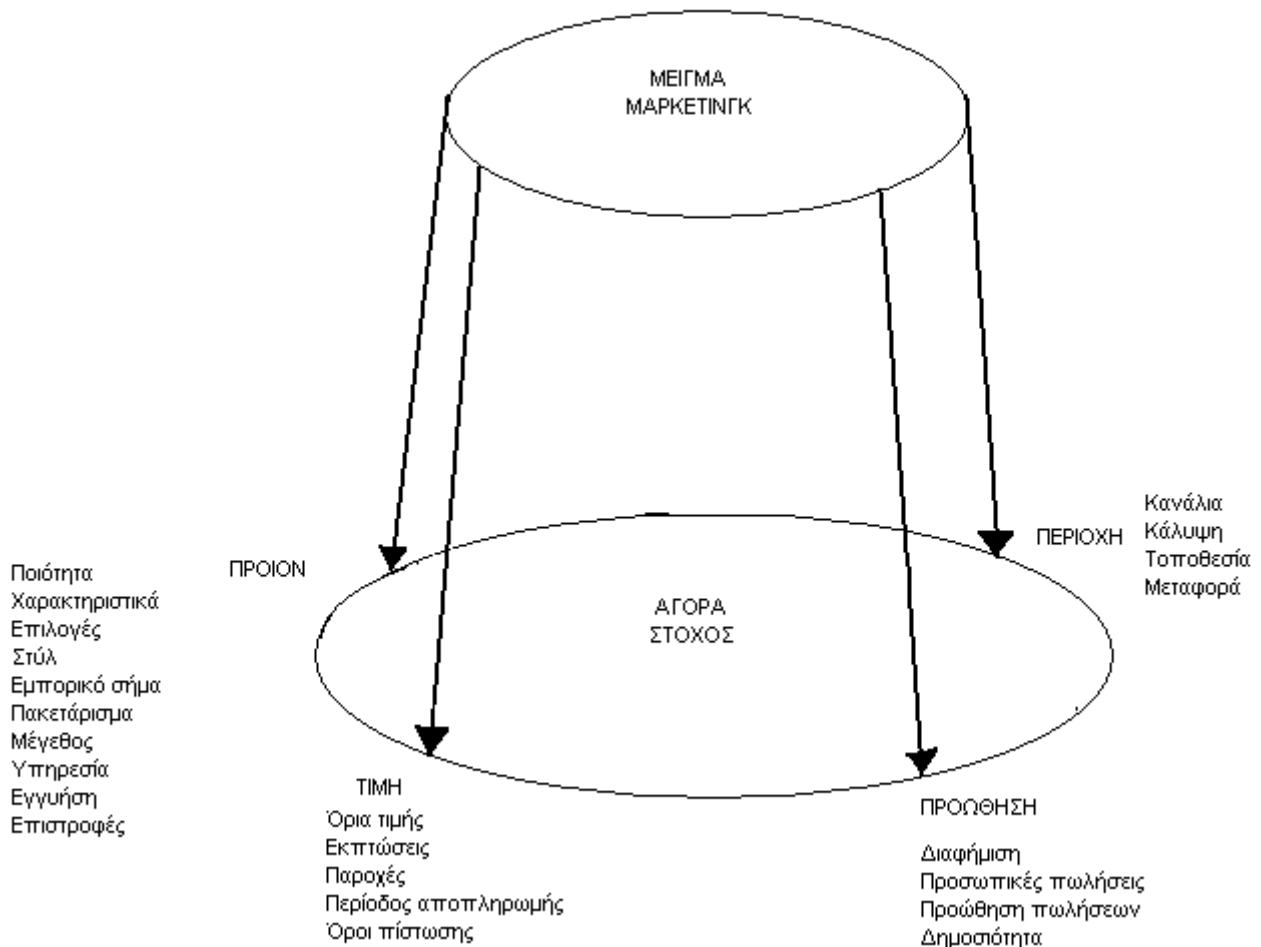 ΜΕΙΓΜΑ
ΜΑΡΚΕΤΙΝΓΚ
ΠΡΟΙΟΝ
Ποιότητα
Χαρακτηριστικά
Επιλογές
Στύλ
Εμπορικό σήμα
Πακετάρισμα
Μέγεθος
Υπηρεσία
Εγγυήση
Επιστροφές
ΑΓΟΡΑ
ΣΤΟΧΟΣ
ΠΕΡΙΟΧΗ
Κανάλια
Κάλυψη
Τοποθεσία
Μεταφορά
ΤΙΜΗ
Όρια τιμής
Εκπτώσεις
Παροχές
Περίοδος αποπληρωμής
Όροι πίστωσης
ΠΡΟΩΘΗΣΗ
Διαφήμιση
Προσωπικές πωλήσεις
Προώθηση πωλήσεων
Δημοσιότητα